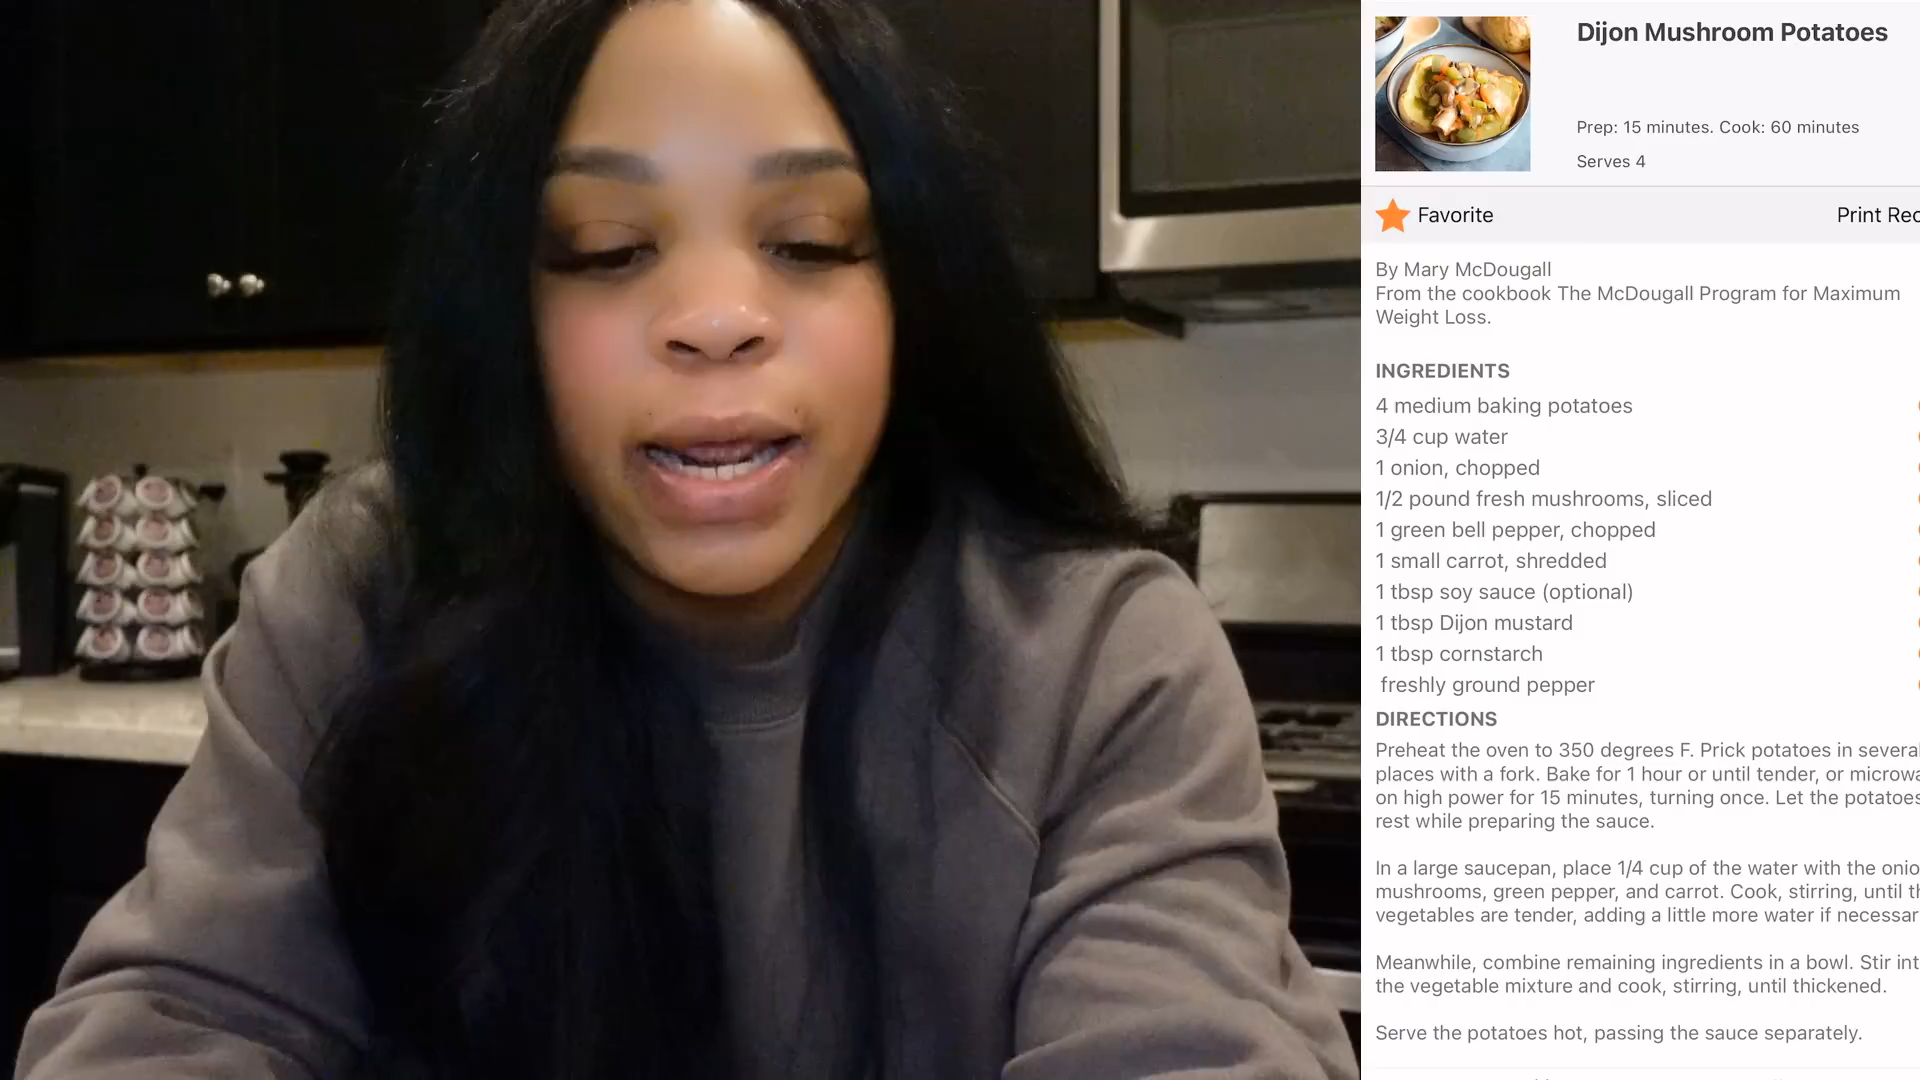 Dijon Mushroom Potatoes
Prep: 15 minutes. Cook: 60 minutes
Serves 4
Favorite
Print Rec
By Mary McDougall
From the cookbook The McDougall Program for Maximum
Weight Loss.
INGREDIENTS
4 medium baking potatoes
3/4 cup water
1 onion, chopped
1/2 pound fresh mushrooms, sliced
1 green bell pepper, chopped
1 small carrot, shredded
1 tbsp soy sauce (optional)
1 tbsp Dijon mustard
1 tbsp cornstarch
freshly ground pepper
DIRECTIONS
Preheat the oven to 350 degrees F. Prick potatoes in several
places with a fork. Bake for 1 hour or until tender, or microwa
on high power for 15 minutes, turning once. Let the potatoes
rest while preparing the sauce.
In a large saucepan, place 1/4 cup of the water with the onio
mushrooms, green pepper, and carrot. Cook, stirring, until th
vegetables are tender, adding a little more water if necessar
Meanwhile, combine remaining ingredients in a bowl. Stir int
the vegetable mixture and cook, stirring, until thickened.
Serve the potatoes hot, passing the sauce separately.